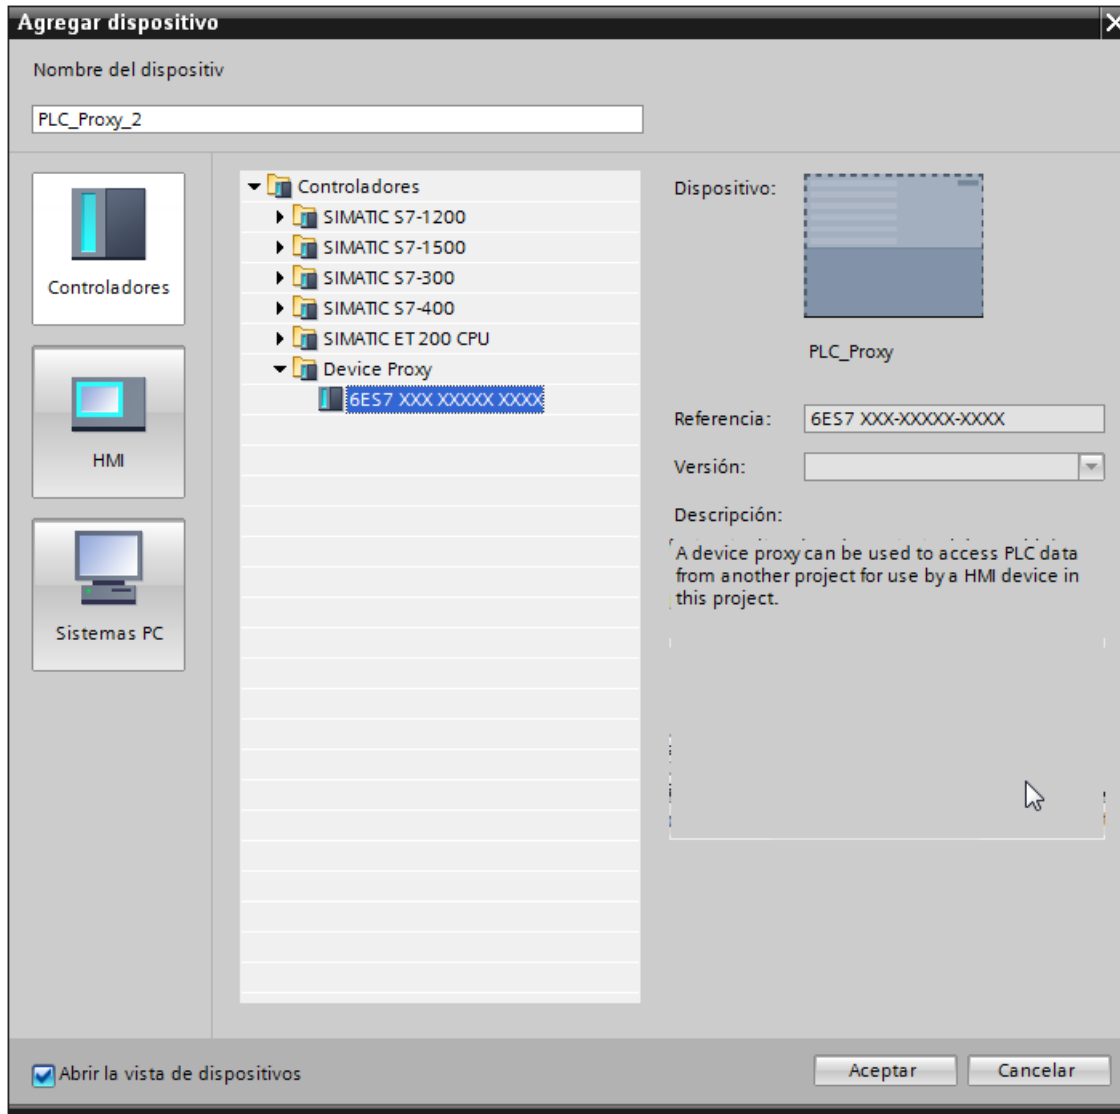 Agregar dispositivo
Nombre del dispositiv
PLC_Proxy_2
Controladores
HMI
Sistemas PC
Controladores
SIMATIC S7-1200
SIMATIC S7-1500
SIMATIC S7-300
SIMATIC S7-400
SIMATIC ET 200 CPU
Device Proxy
6ES7 XXX XXXXX XXXX
Dispositivo:
PLC_Proxy
Referencia: 6ES7 XXX-XXXXX-XXXX
Versión:
Descripción:
A device proxy can be used to access PLC data
from another project for use by a HMI device in
this project.
Abrir la vista de dispositivos
Aceptar
Cancelar